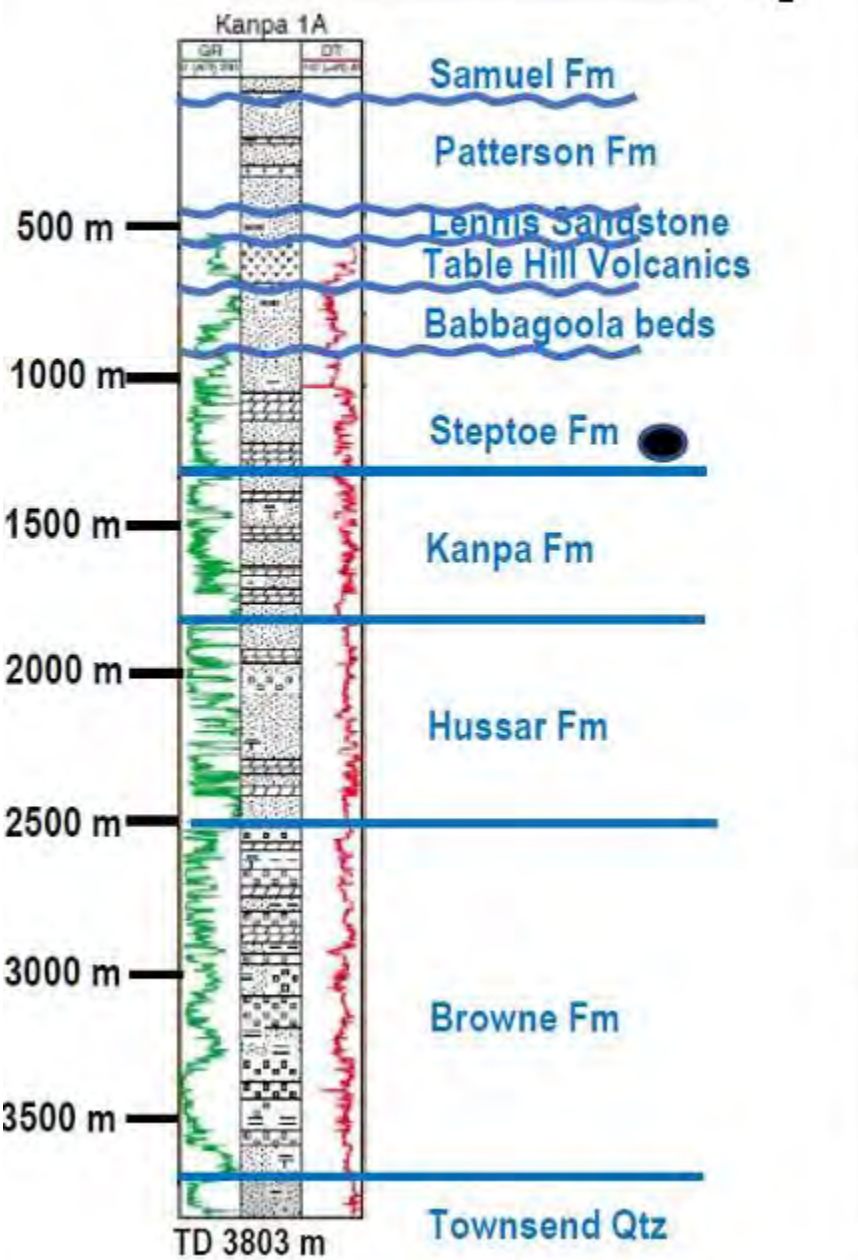 Kanpa 1A
GR
DT
Samuel Fm
Patterson Fm
500 m
Lennis Sandstone
Table Hill Volcanics
Babbagoola beds
1000 m
Steptoe Fm
1500 m
Kanpa Fm
2000 m
Hussar Fm
2500 m
3000 m
Browne Fm
3500 m
Townsend Qtz
TD 3803 m